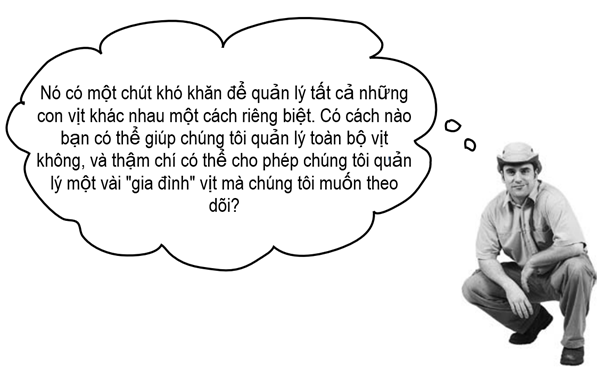 Nó có một chút khó khăn để quản lý tất cả những
con vịt khác nhau một cách riêng biệt. Có cách nào
bạn có thể giúp chúng tôi quản lý toàn bộ vịt
không, và thậm chí có thể cho phép chúng tôi quản
lý một vài "gia đình" vịt mà chúng tôi muốn theo
dõi?